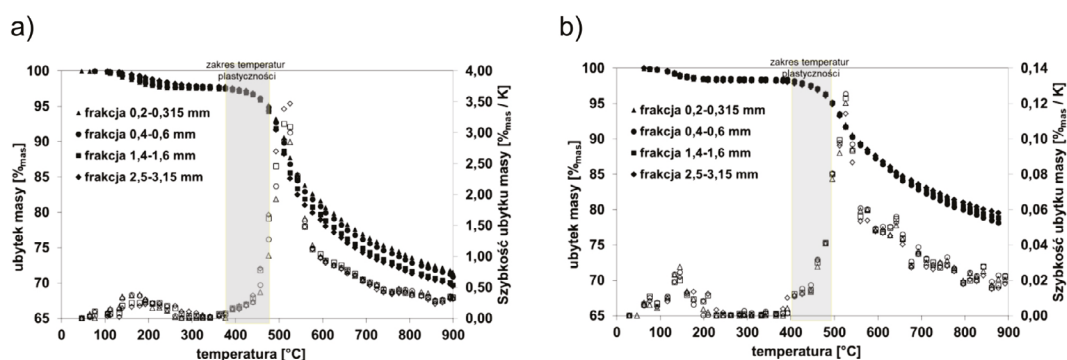 a)
zakres temperatur
plastyczności
ubytek masy [%mas]
100
95
90
85
80
75
70
65
▲ frakcja 0,2-0,315 mm
● frakcja 0,4-0,6 mm
■ frakcja 1,4-1,6 mm
◆ frakcja 2,5-3,15 mm
4,00
3,50
3,00
2,50
2,00
1,50
1,00
0,50
0,00
Szybkość ubytku masy [%mas / K]
0 100 200 300 400 500 600 700 800 900
temperatura [°C]
b)
zakres temperatur
plastyczności
ubytek masy [%mas]
100
95
90
85
80
75
70
65
▲ frakcja 0,2-0,315 mm
● frakcja 0,4-0,6 mm
■ frakcja 1,4-1,6 mm
◆ frakcja 2,5-3,15 mm
0,14
0,12
0,10
0,08
0,06
0,04
0,02
0,00
Szybkość ubytku masy [%mas / K]
0 100 200 300 400 500 600 700 800 900
temperatura [°C]